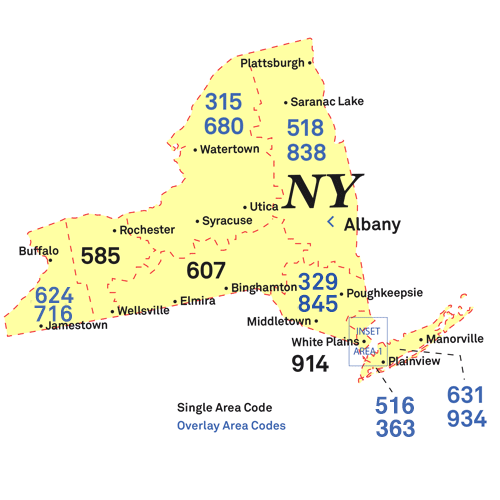 Plattsburgh
315
680
Saranac Lake
518
838
Watertown
NY
Utica
Syracuse
Albany
Rochester
Buffalo
585
607
624
716
Binghamton
329
845
Poughkeepsie
Elmira
Wellsville
Jamestown
Middletown
INSET
AREA 1
White Plains
Manorville
914
Plainview
631
934
516
363
Single Area Code
Overlay Area Codes